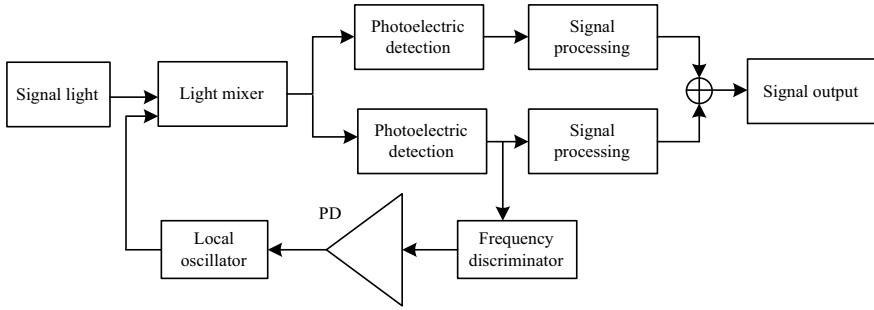 Photoelectric
detection
Signal
processing
Signal light
Light mixer
Signal output
Photoelectric
detection
Signal
processing
PD
Local
oscillator
Frequency
discriminator